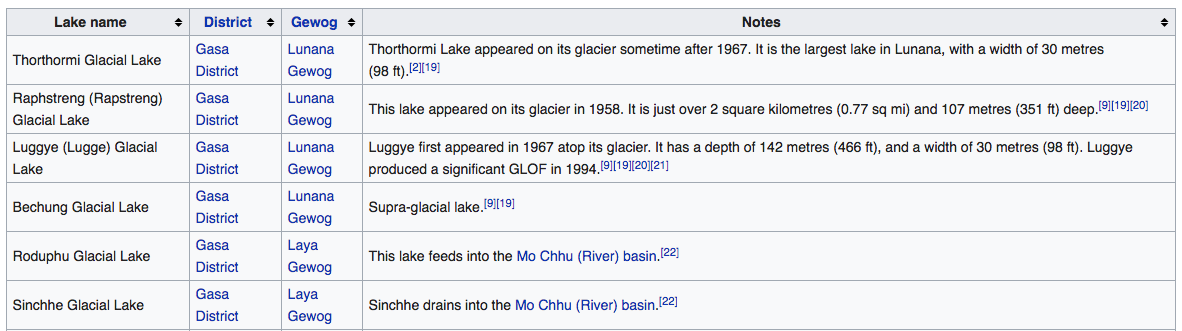 Lake name District Gewog Notes
Thorthormi Glacial Lake
Gasa
District
Lunana
Gewog
Thorthormi Lake appeared on its glacier sometime after 1967. It is the largest lake in Lunana, with a width of 30 metres
(98 ft).[2][19]
Raphstreng (Rapstreng)
Glacial Lake
Gasa
District
Lunana
Gewog
This lake appeared on its glacier in 1958. It is just over 2 square kilometres (0.77 sq mi) and 107 metres (351 ft) deep.[9][19][20]
Luggye (Lugge) Glacial
Lake
Gasa
District
Lunana
Gewog
Luggye first appeared in 1967 atop its glacier. It has a depth of 142 metres (466 ft), and a width of 30 metres (98 ft). Luggye
produced a significant GLOF in 1994.[9][19][20][21]
Bechung Glacial Lake
Gasa
District
Lunana
Gewog
Supra-glacial lake.[9][19]
Roduphu Glacial Lake
Gasa
District
Laya
Gewog
This lake feeds into the Mo Chhu (River) basin.[22]
Sinchhe Glacial Lake
Gasa
District
Laya
Gewog
Sinchhe drains into the Mo Chhu (River) basin.[22]